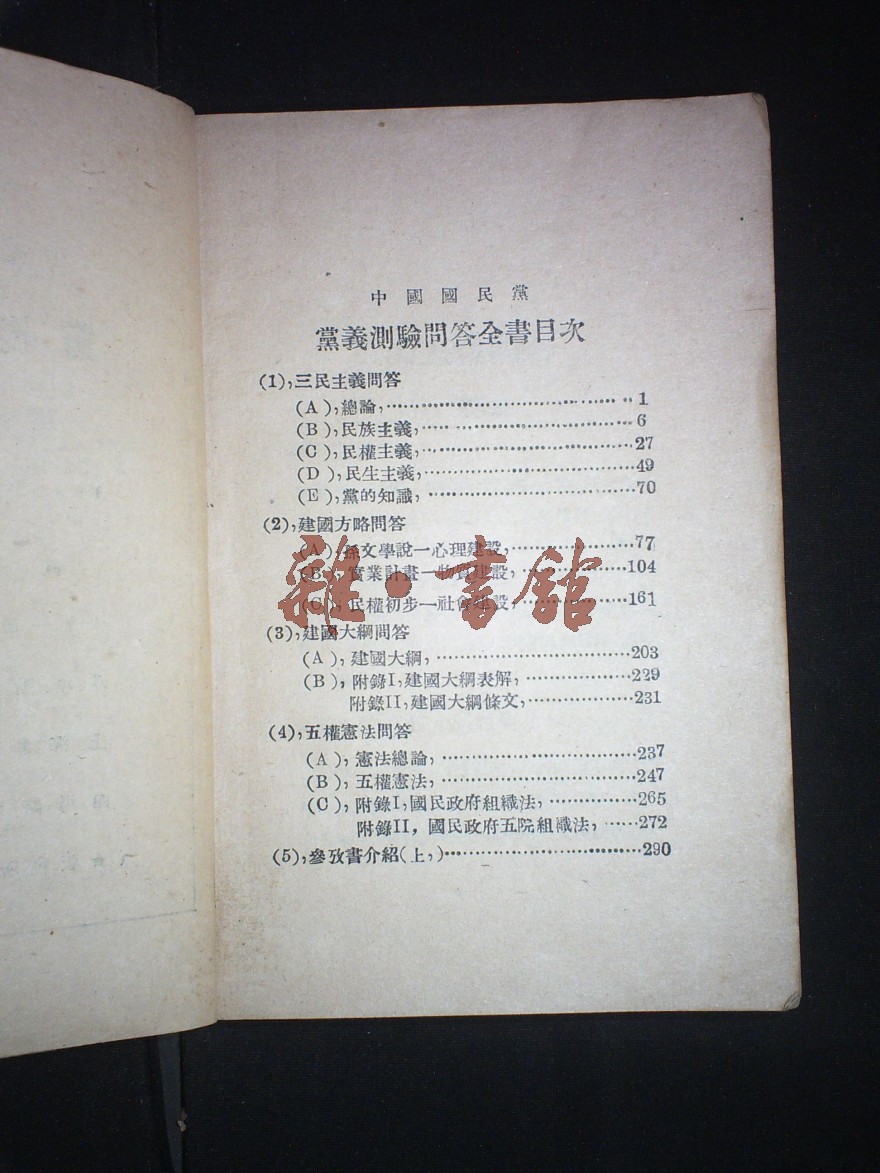 中國國民黨
黨義測驗問答全書目次
(1),三民主義問答
(A),總論,……………………………1
(B),民族主義,……………………………6
(C),民權主義,……………………………27
(D),民生主義,……………………………49
(E),黨的知識,……………………………70
(2),建國方略問答
(A),孫文學說一心理建設,………………77
(B),實業計畫一物質建設,………………104
(C),民權初步一社會建設,………………161
(3),建國大綱問答
(A),建國大綱,……………………………203
(B),附錄I,建國大綱表解,………………229
附錄II,建國大綱條文,………………231
(4),五權憲法問答
(A),憲法總論,……………………………237
(B),五權憲法,……………………………247
(C),附錄I,國民政府組織法,……………265
附錄II,國民政府五院組織法,……272
(5),參攷書介紹(上,)……………………………290
雜·書館